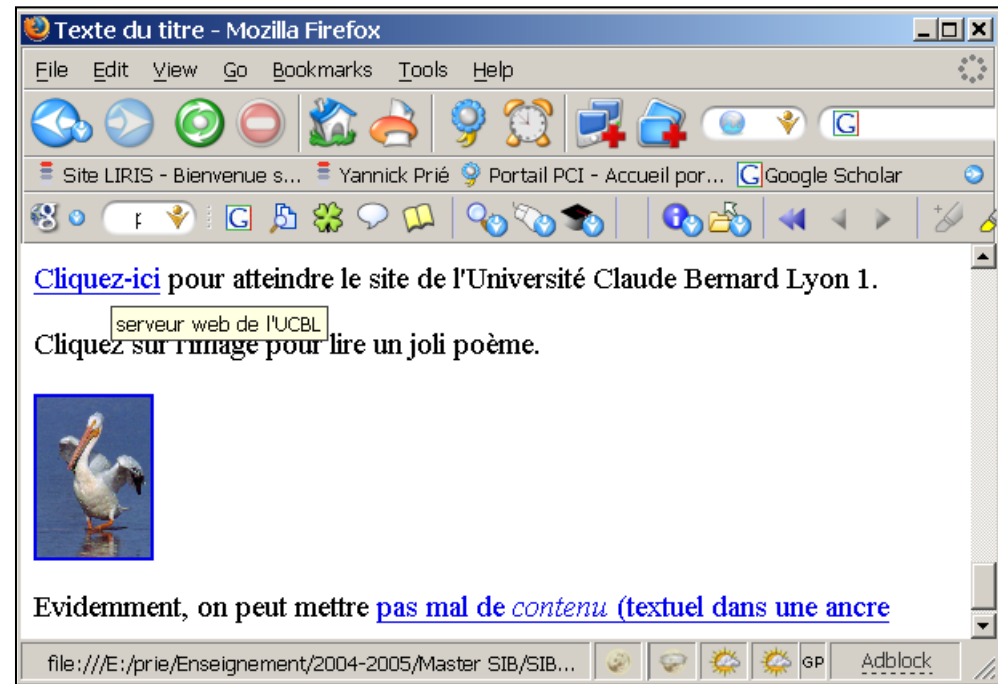 Texte du titre - Mozilla Firefox
File Edit View Go Bookmarks Tools Help
G
Site LIRIS - Bienvenue s... Yannick Prié Portail PCI - Accueil por... G Google Scholar
G
Cliquez-ici pour atteindre le site de l'Université Claude Bernard Lyon 1.
serveur web de l'UCBL
Cliquez sur l'image pour lire un joli poème.
Evidemment, on peut mettre pas mal de contenu (textuel dans une ancre
file:///E:/prie/Enseignement/2004-2005/Master SIB/SIB... GP Adblock